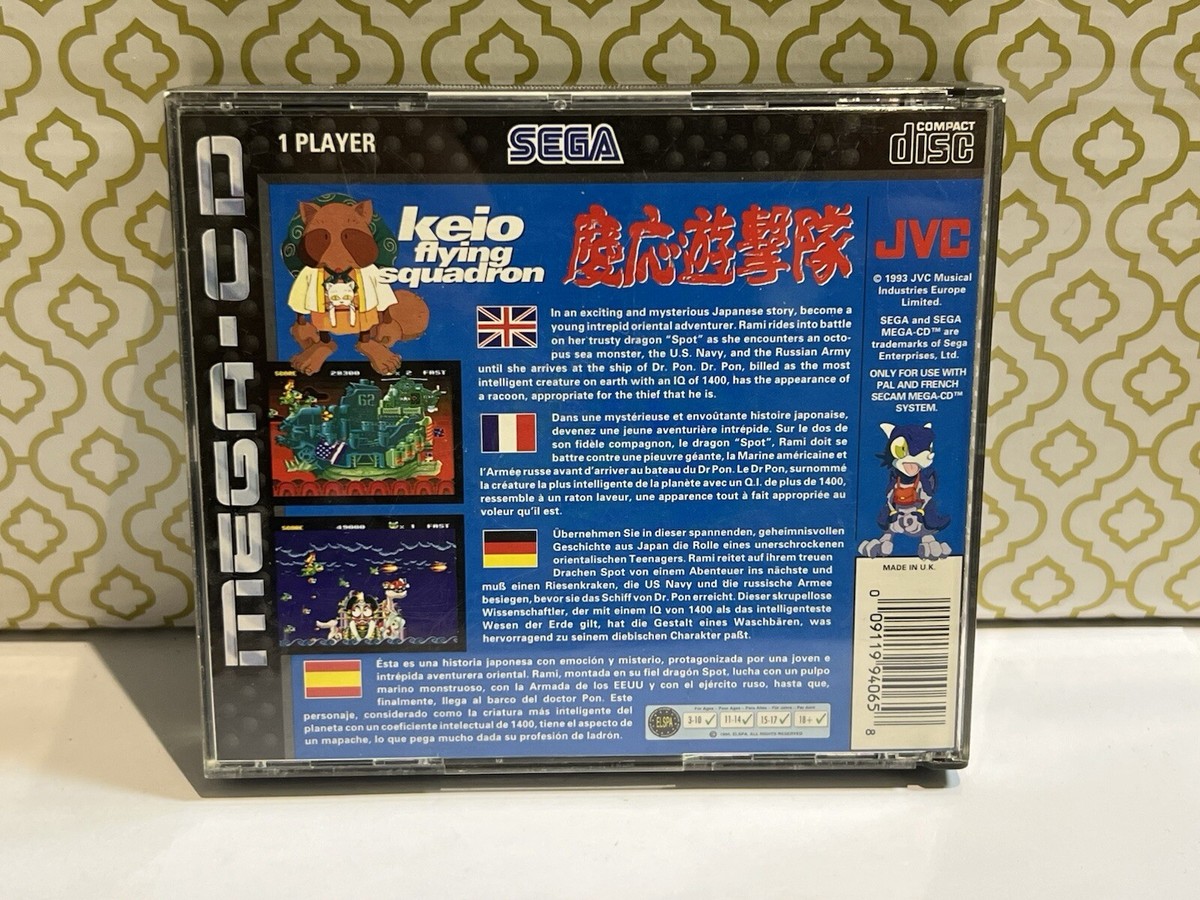 1 PLAYER
SEGA
COMPACT
disc
MEGA-CD
keio
flying
squadron
慶応遊撃隊
JVC
© 1993 JVC Musical
Industries Europe
Limited.
SEGA and SEGA
MEGA-CD™ are
trademarks of Sega
Enterprises, Ltd.
ONLY FOR USE WITH
PAL AND FRENCH
SECAM MEGA-CD™
SYSTEM.
In an exciting and mysterious Japanese story, become a
young intrepid oriental adventurer. Rami rides into battle
on her trusty dragon "Spot" as she encounters an octo-
pus sea monster, the U.S. Navy, and the Russian Army
until she arrives at the ship of Dr. Pon. Dr. Pon, billed as the most
intelligent creature on earth with an IQ of 1400, has the appearance of
a racoon, appropriate for the thief that he is.
SCORE 28300 x 2 FAST
G2
Dans une mystérieuse et envoûtante histoire japonaise,
devenez une jeune aventurière intrépide. Sur le dos de
son fidèle compagnon, le dragon "Spot", Rami doit se
battre contre une pieuvre géante, la Marine américaine et
l'Armée russe avant d'arriver au bateau du Dr Pon. Le Dr Pon, surnommé
la créature la plus intelligente de la planète avec un Q.I. de plus de 1400,
ressemble à un raton laveur, une apparence tout à fait appropriée au
voleur qu'il est.
SCORE 49000 x 1 FAST
Übernehmen Sie in dieser spannenden, geheimnisvollen
Geschichte aus Japan die Rolle eines unerschrockenen
orientalischen Teenagers. Rami reitet auf ihrem treuen
Drachen Spot von einem Abenteuer ins nächste und
muß einen Riesenkraken, die US Navy und die russische Armee
besiegen, bevor sie das Schiff von Dr. Pon erreicht. Dieser skrupellose
Wissenschaftler, der mit einem IQ von 1400 als das intelligenteste
Wesen der Erde gilt, hat die Gestalt eines Waschbären, was
hervorragend zu seinem diebischen Charakter paßt.
MADE IN U.K.
0 09119 94065 8
Ésta es una historia japonesa con emoción y misterio, protagonizada por una joven e
intrépida aventurera oriental. Rami, montada en su fiel dragón Spot, lucha con un pulpo
marino monstruoso, con la Armada de los EEUU y con el ejército ruso, hasta que,
finalmente, llega al barco del doctor Pon. Este
personaje, considerado como la criatura más inteligente del
planeta con un coeficiente intelectual de 1400, tiene el aspecto de
un mapache, lo que pega mucho dada su profesión de ladrón.
ELSPA
3-10 ✓ 11-14 ✓ 15-17 ✓ 18+ ✓
© 1994. ELSPA. ALL RIGHTS RESERVED